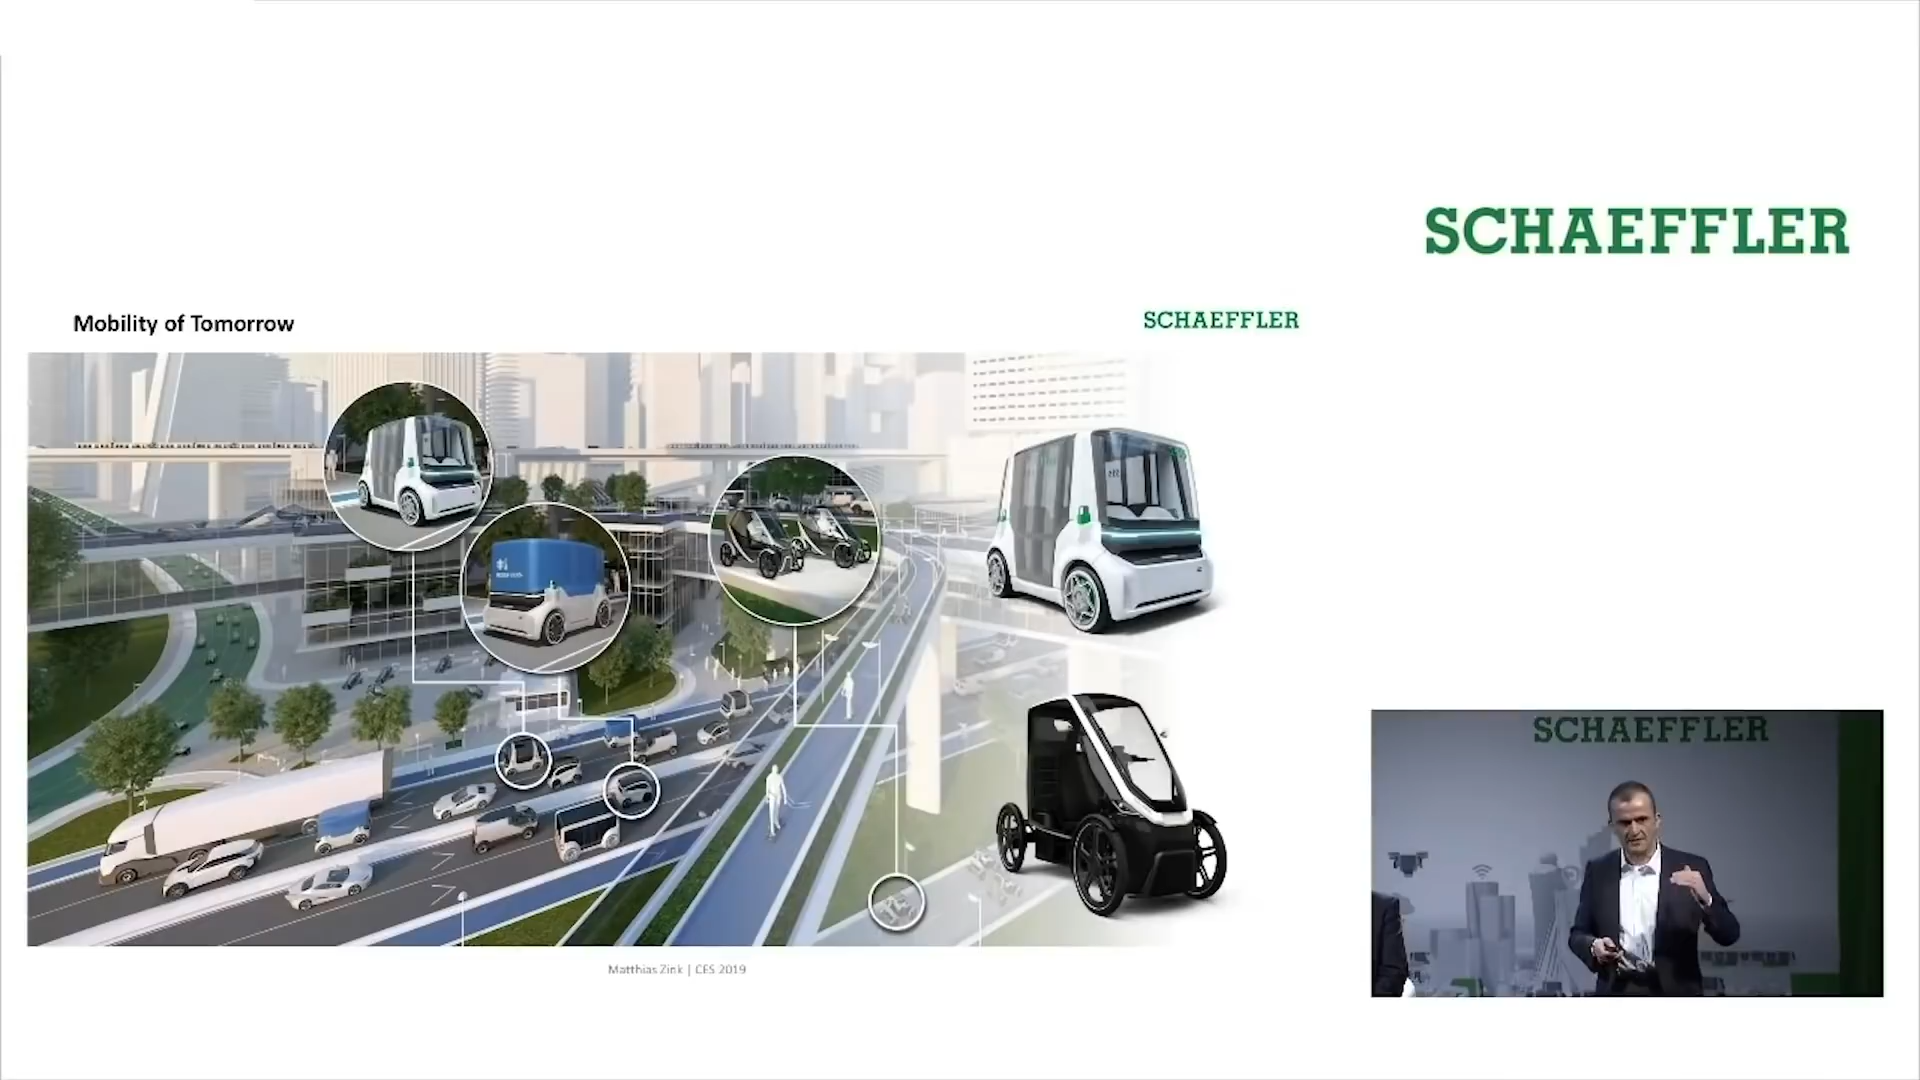 SCHAEFFLER
Mobility of Tomorrow
SCHAEFFLER
Matthias Zink | CES 2019
SCHAEFFLER